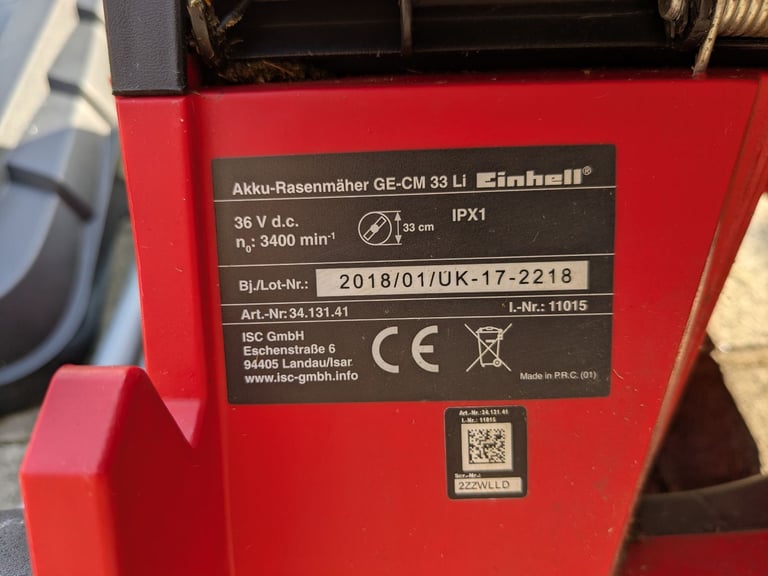 Akku-Rasenmäher GE-CM 33 Li Einhell®
36 V d.c.
n₀: 3400 min⁻¹
33 cm
IPX1
Bj./Lot-Nr.: 2018/01/UK-17-2218
Art.-Nr: 34.131.41 I.-Nr.: 11015
ISC GmbH
Eschenstraße 6
94405 Landau/Isar
www.isc-gmbh.info
CE
Made in P.R.C. (01)
Art.-Nr.:34.131.41
I.-Nr.: 11015
Ser.-Nr.:
2ZZWLLD